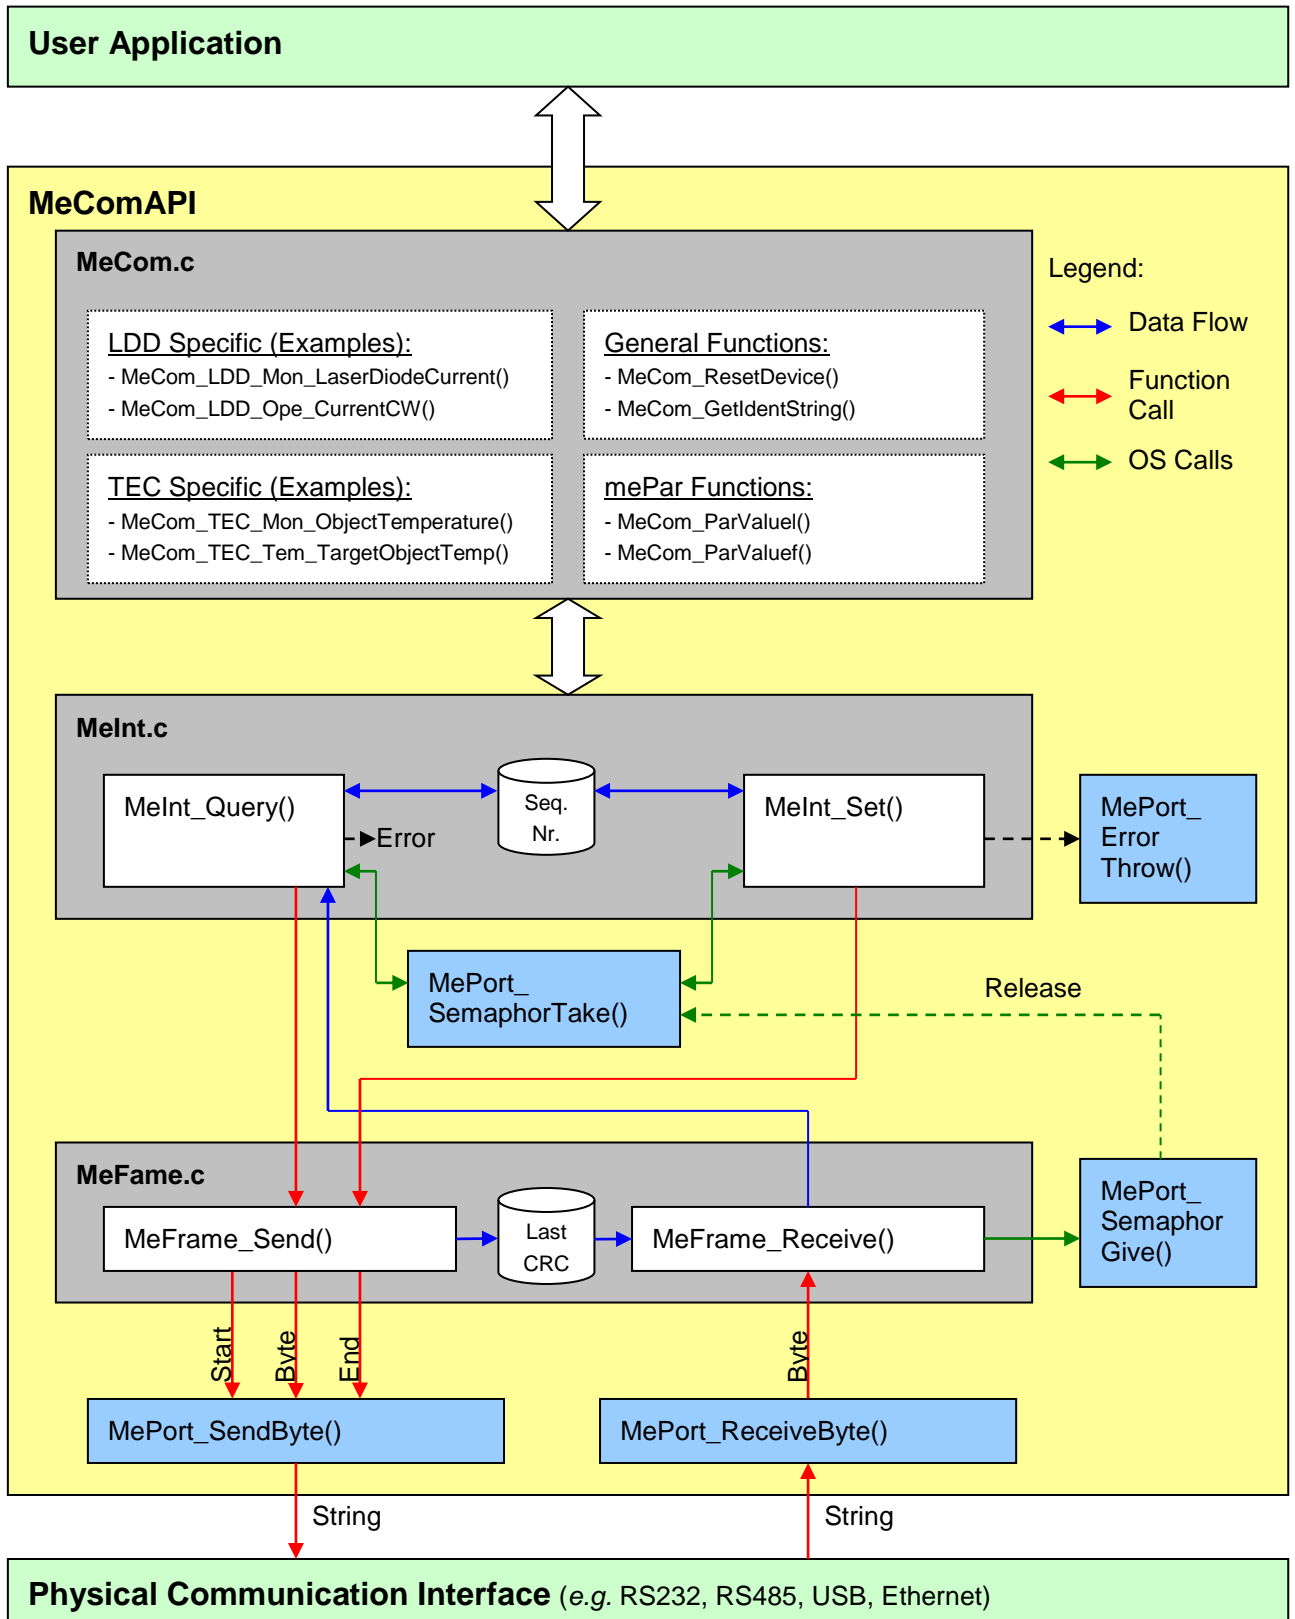 User Application
MeComAPI
MeCom.c
Legend:
Data Flow
Function
Call
OS Calls
LDD Specific (Examples):
- MeCom_LDD_Mon_LaserDiodeCurrent()
- MeCom_LDD_Ope_CurrentCW()
General Functions:
- MeCom_ResetDevice()
- MeCom_GetIdentString()
TEC Specific (Examples):
- MeCom_TEC_Mon_ObjectTemperature()
- MeCom_TEC_Tem_TargetObjectTemp()
mePar Functions:
- MeCom_ParValuel()
- MeCom_ParValuef()
MeInt.c
MeInt_Query()
Error
Seq.
Nr.
MeInt_Set()
MePort_
Error
Throw()
MePort_
SemaphorTake()
Release
MeFame.c
MeFrame_Send()
Last
CRC
MeFrame_Receive()
MePort_
Semaphor
Give()
Start
Byte
End
Byte
MePort_SendByte()
MePort_ReceiveByte()
String
String
Physical Communication Interface (e.g. RS232, RS485, USB, Ethernet)